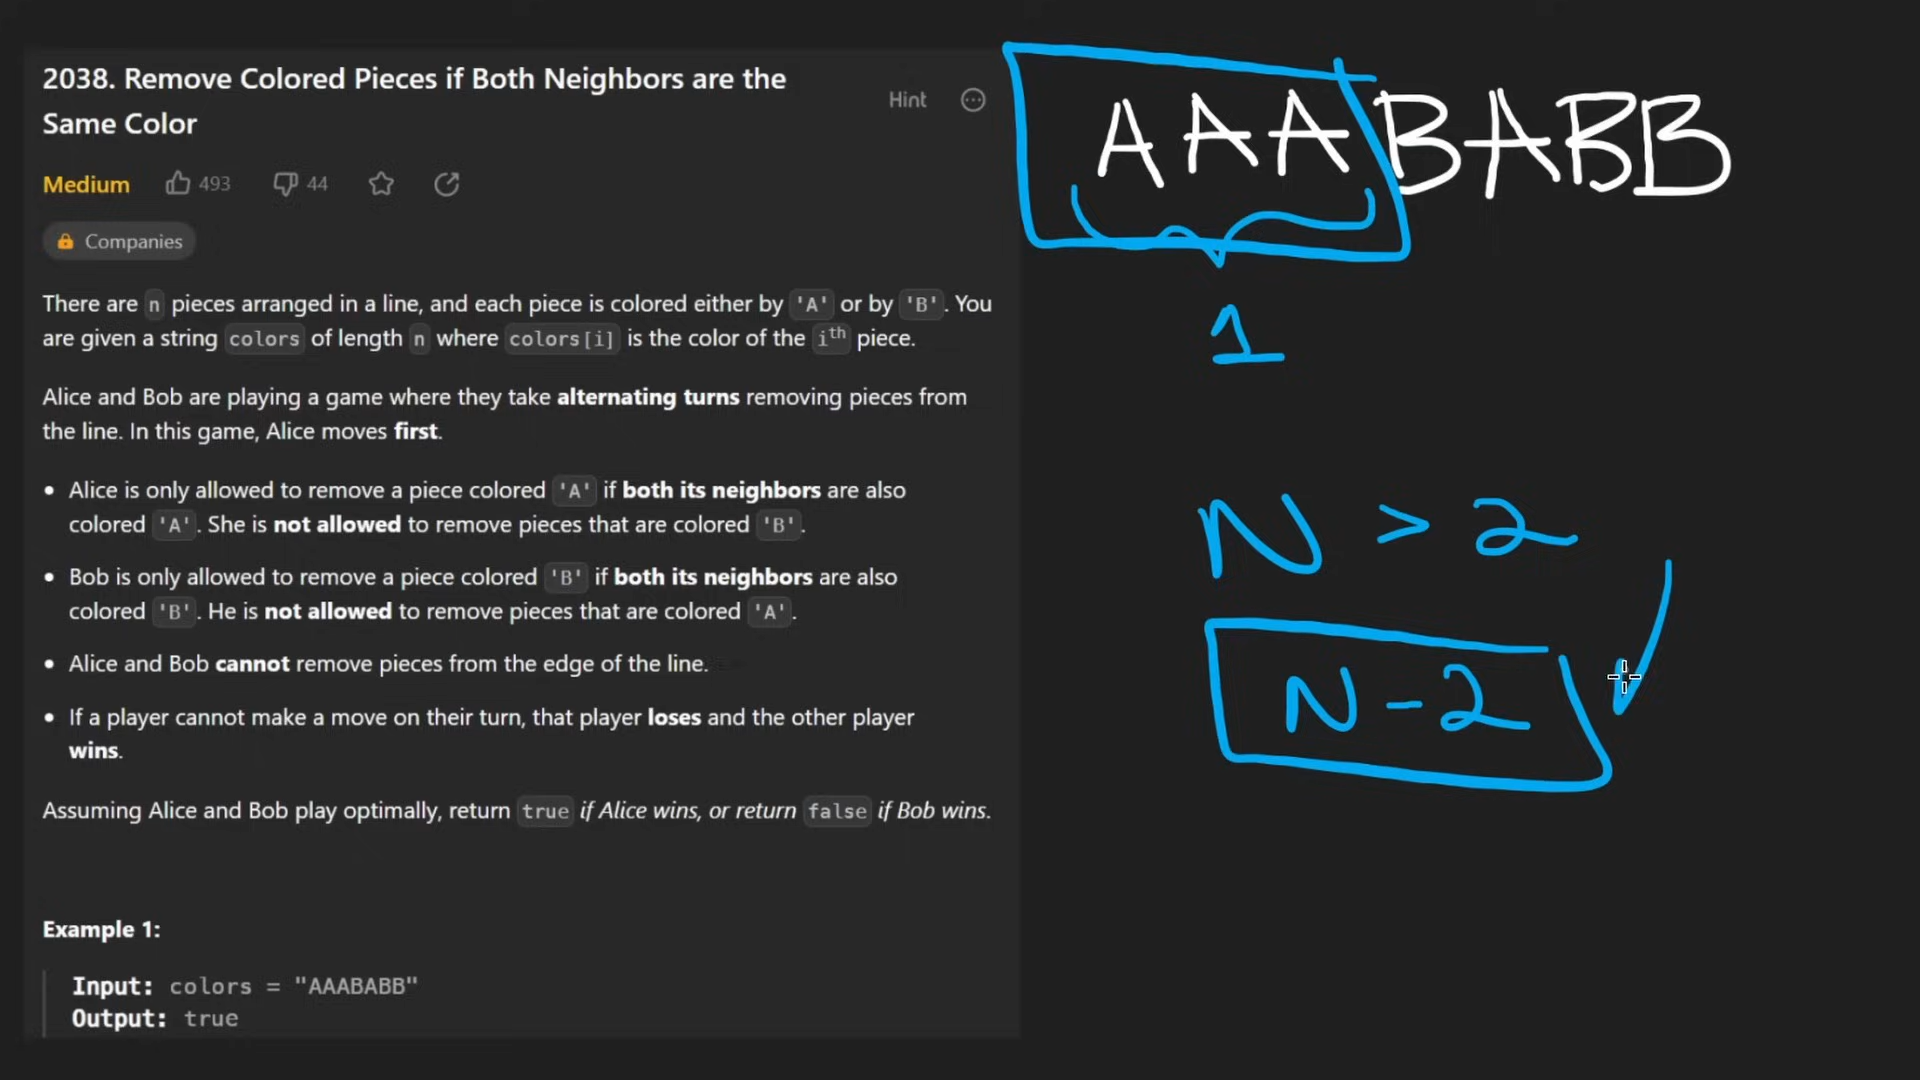 2038. Remove Colored Pieces if Both Neighbors are the
Same Color
Hint
Medium 493 44
Companies
There are n pieces arranged in a line, and each piece is colored either by 'A' or by 'B'. You
are given a string colors of length n where colors[i] is the color of the ith piece.
Alice and Bob are playing a game where they take alternating turns removing pieces from
the line. In this game, Alice moves first.
• Alice is only allowed to remove a piece colored 'A' if both its neighbors are also
colored 'A'. She is not allowed to remove pieces that are colored 'B'.
• Bob is only allowed to remove a piece colored 'B' if both its neighbors are also
colored 'B'. He is not allowed to remove pieces that are colored 'A'.
• Alice and Bob cannot remove pieces from the edge of the line.
• If a player cannot make a move on their turn, that player loses and the other player
wins.
Assuming Alice and Bob play optimally, return true if Alice wins, or return false if Bob wins.
Example 1:
Input: colors = "AAABABB"
Output: true
AAABABB
1
N > 2
N - 2